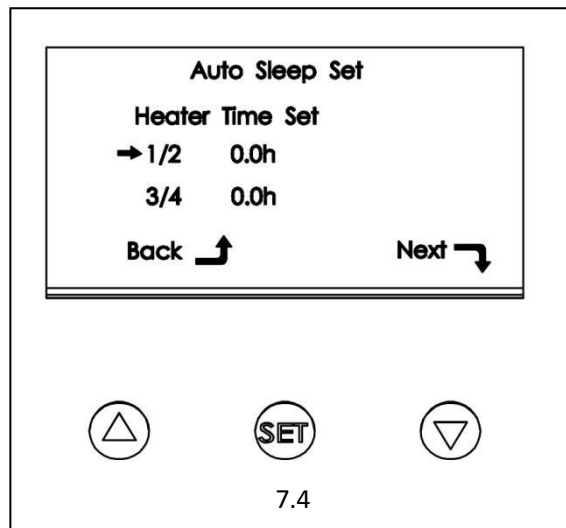 Auto Sleep Set
Heater Time Set
→1/2 0.0h
3/4 0.0h
Back Next
SET
7.4